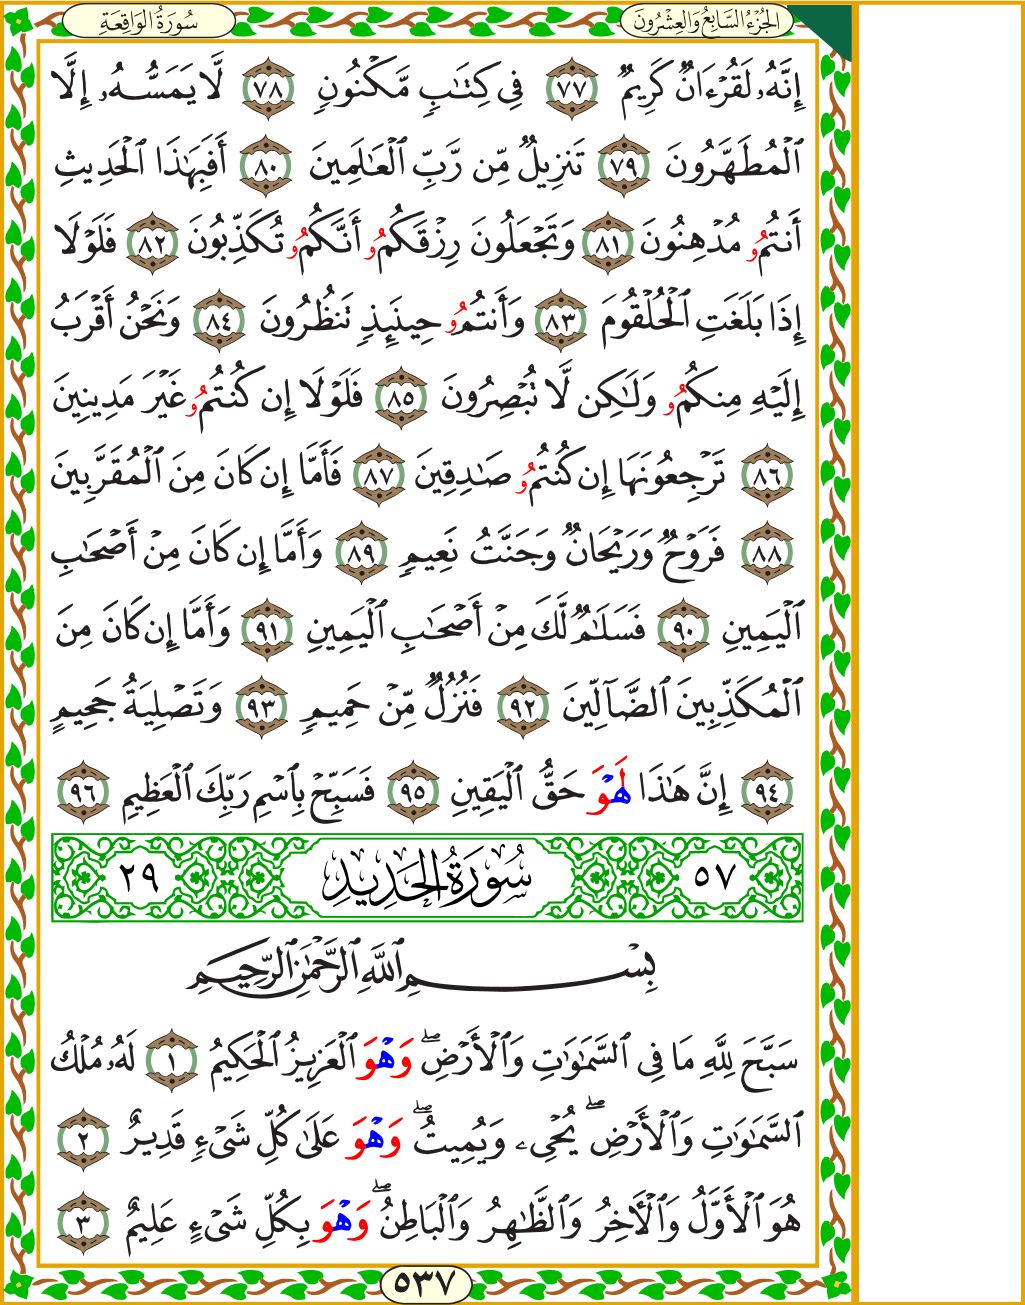 الجُزْءُ السَّابِعُ وَالعِشْرُونَ
سُورَةُ الوَاقِعَةِ
إِنَّهُۥ لَقُرْءَانٌ كَرِيمٌ ٧٧ فِى كِتَٰبٍ مَّكْنُونٍ ٧٨ لَّا يَمَسُّهُۥ إِلَّا
ٱلْمُطَهَّرُونَ ٧٩ تَنزِيلٌ مِّن رَّبِّ ٱلْعَٰلَمِينَ ٨٠ أَفَبِهَٰذَا ٱلْحَدِيثِ
أَنتُمُۥ مُدْهِنُونَ ٨١ وَتَجْعَلُونَ رِزْقَكُمُۥ أَنَّكُمُۥ تُكَذِّبُونَ ٨٢ فَلَوْلَا
إِذَا بَلَغَتِ ٱلْحُلْقُومَ ٨٣ وَأَنتُمُۥ حِينَئِذٍ تَنظُرُونَ ٨٤ وَنَحْنُ أَقْرَبُ
إِلَيْهِ مِنكُمُۥ وَلَٰكِن لَّا تُبْصِرُونَ ٨٥ فَلَوْلَا إِن كُنتُمُۥ غَيْرَ مَدِينِينَ
٨٦ تَرْجِعُونَهَا إِن كُنتُمُۥ صَٰدِقِينَ ٨٧ فَأَمَّا إِن كَانَ مِنَ ٱلْمُقَرَّبِينَ
٨٨ فَرَوْحٌ وَرَيْحَانٌ وَجَنَّتُ نَعِيمٍ ٨٩ وَأَمَّا إِن كَانَ مِنْ أَصْحَٰبِ
ٱلْيَمِينِ ٩٠ فَسَلَٰمٌ لَّكَ مِنْ أَصْحَٰبِ ٱلْيَمِينِ ٩١ وَأَمَّا إِن كَانَ مِنَ
ٱلْمُكَذِّبِينَ ٱلضَّآلِّينَ ٩٢ فَنُزُلٌ مِّنْ حَمِيمٍ ٩٣ وَتَصْلِيَةُ جَحِيمٍ
٩٤ إِنَّ هَٰذَا لَهْوَ حَقُّ ٱلْيَقِينِ ٩٥ فَسَبِّحْ بِٱسْمِ رَبِّكَ ٱلْعَظِيمِ ٩٦
٥٧ سُورَةُ الحَدِيدِ ٢٩
بِسْمِ ٱللَّهِ ٱلرَّحْمَٰنِ ٱلرَّحِيمِ
سَبَّحَ لِلَّهِ مَا فِى ٱلسَّمَٰوَٰتِ وَٱلْأَرْضِۖ وَهْوَ ٱلْعَزِيزُ ٱلْحَكِيمُ ١ لَهُۥ مُلْكُ
ٱلسَّمَٰوَٰتِ وَٱلْأَرْضِۖ يُحْىِۦ وَيُمِيتُۖ وَهْوَ عَلَىٰ كُلِّ شَىْءٍ قَدِيرٌ ٢
هُوَ ٱلْأَوَّلُ وَٱلْأَخِرُ وَٱلظَّٰهِرُ وَٱلْبَاطِنُۖ وَهْوَ بِكُلِّ شَىْءٍ عَلِيمٌ ٣
٥٣٧